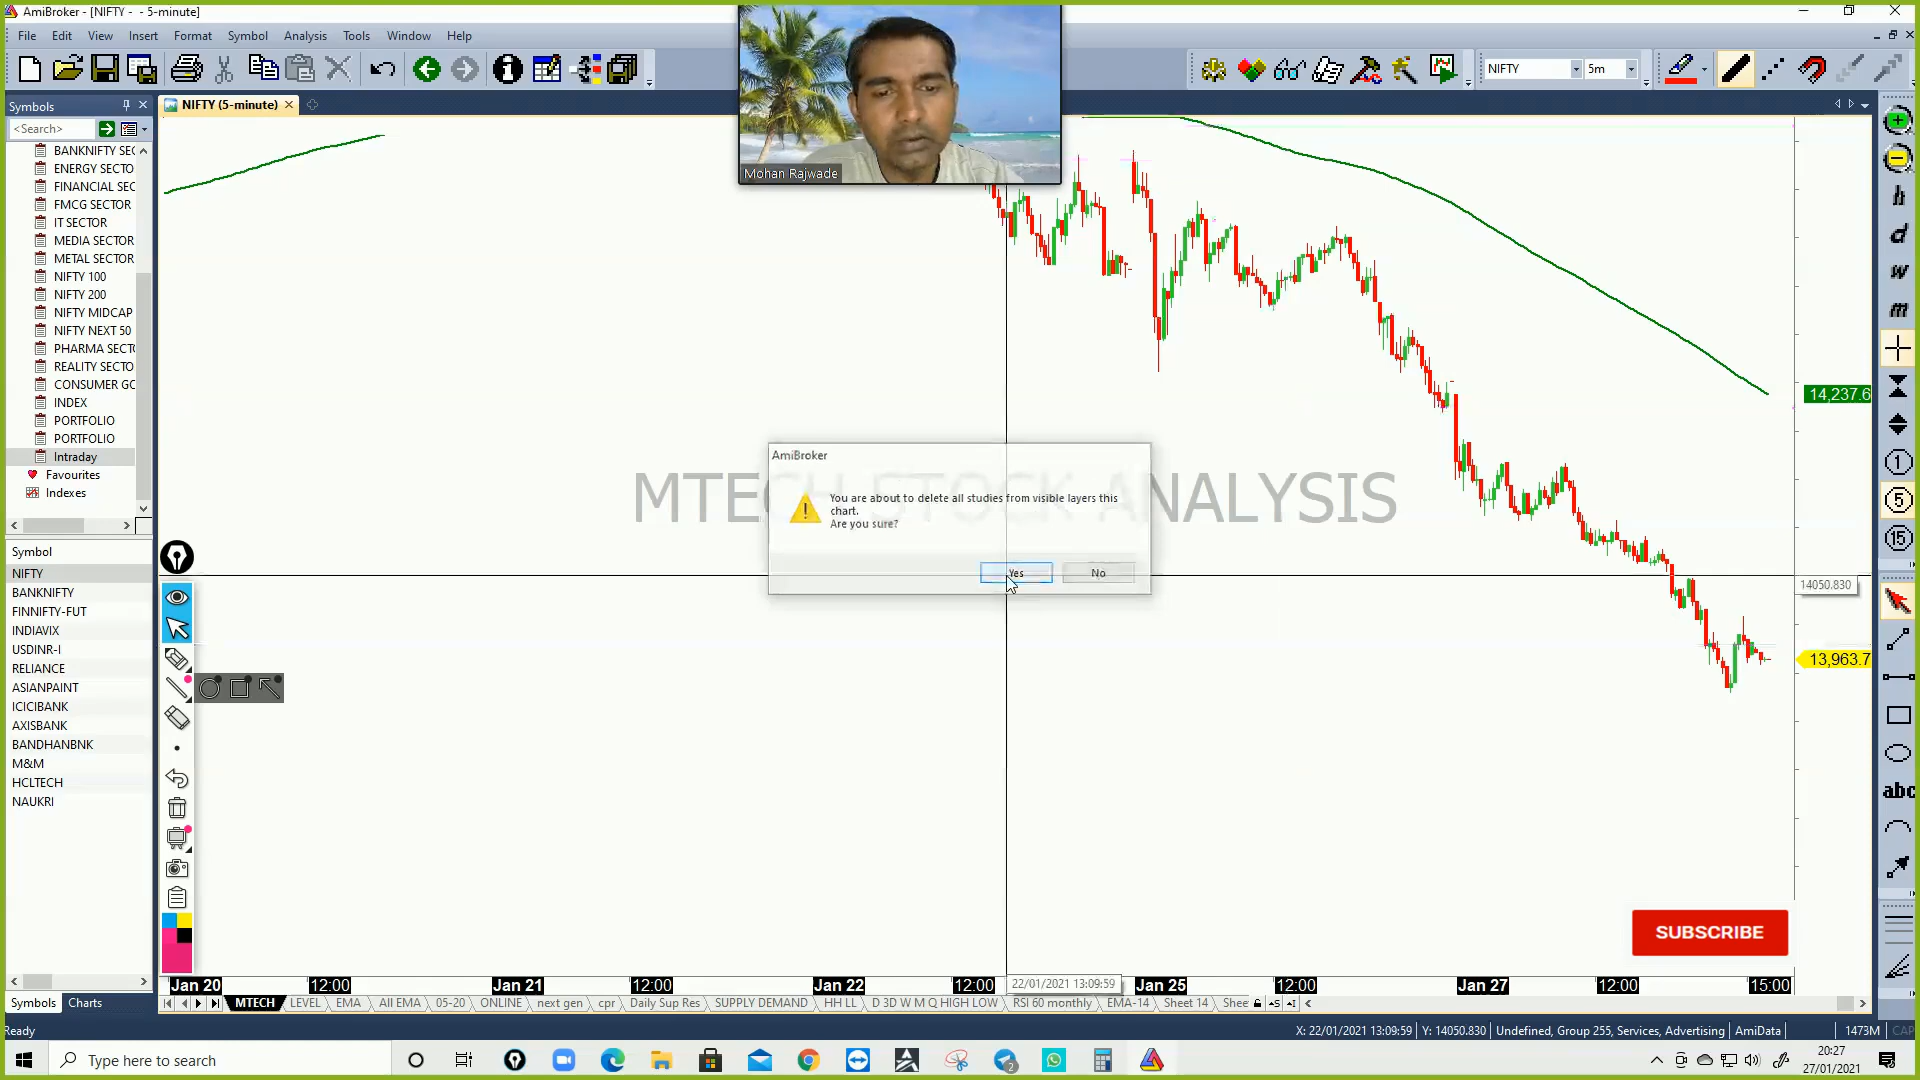 AmiBroker - [NIFTY - - 5-minute]
File Edit View Insert Format Symbol Analysis Tools Window Help
NIFTY 5m
Symbols
NIFTY (5-minute)
<Search>
BANKNIFTY SEC
ENERGY SECTO
FINANCIAL SEC
FMCG SECTOR
IT SECTOR
MEDIA SECTOR
METAL SECTOR
NIFTY 100
NIFTY 200
NIFTY MIDCAP
NIFTY NEXT 50
PHARMA SECT
REALITY SECTO
CONSUMER GC
INDEX
PORTFOLIO
PORTFOLIO
Intraday
Favourites
Indexes
Symbol
NIFTY
BANKNIFTY
FINNIFTY-FUT
INDIAVIX
USDINR-I
RELIANCE
ASIANPAINT
ICICIBANK
AXISBANK
BANDHANBNK
M&M
HCLTECH
NAUKRI
Symbols Charts
Mohan Rajwade
MTECH STOCK ANALYSIS
AmiBroker
You are about to delete all studies from visible layers this
chart.
Are you sure?
Yes No
14,237.6
14050.830
13,963.7
SUBSCRIBE
h
d
w
m
1
5
15
abc
Jan 20 12:00 Jan 21 12:00 Jan 22 12:00 22/01/2021 13:09:59 Jan 25 12:00 Jan 27 12:00 15:00
MTECH LEVEL EMA All EMA 05-20 ONLINE next gen cpr Daily Sup Res SUPPLY DEMAND HH LL D 3D W M Q HIGH LOW RSI 60 monthly EMA-14 Sheet 14 Shee
Ready
X: 22/01/2021 13:09:59 Y: 14050.830 Undefined, Group 255, Services, Advertising AmiData 1473M CAP
Type here to search
2
20:27
27/01/2021